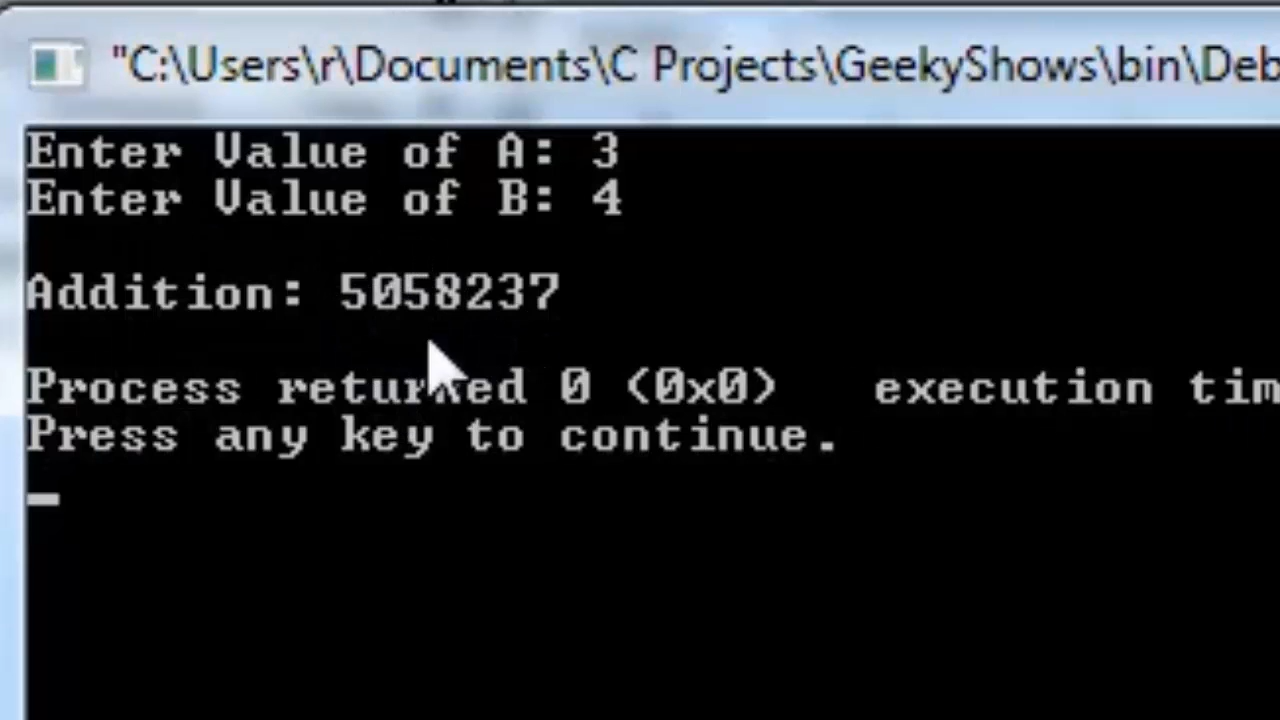 "C:\Users\r\Documents\C Projects\GeekyShows\bin\Deb
Enter Value of A: 3
Enter Value of B: 4
Addition: 5058237
Process returned 0 (0x0)   execution tim
Press any key to continue.